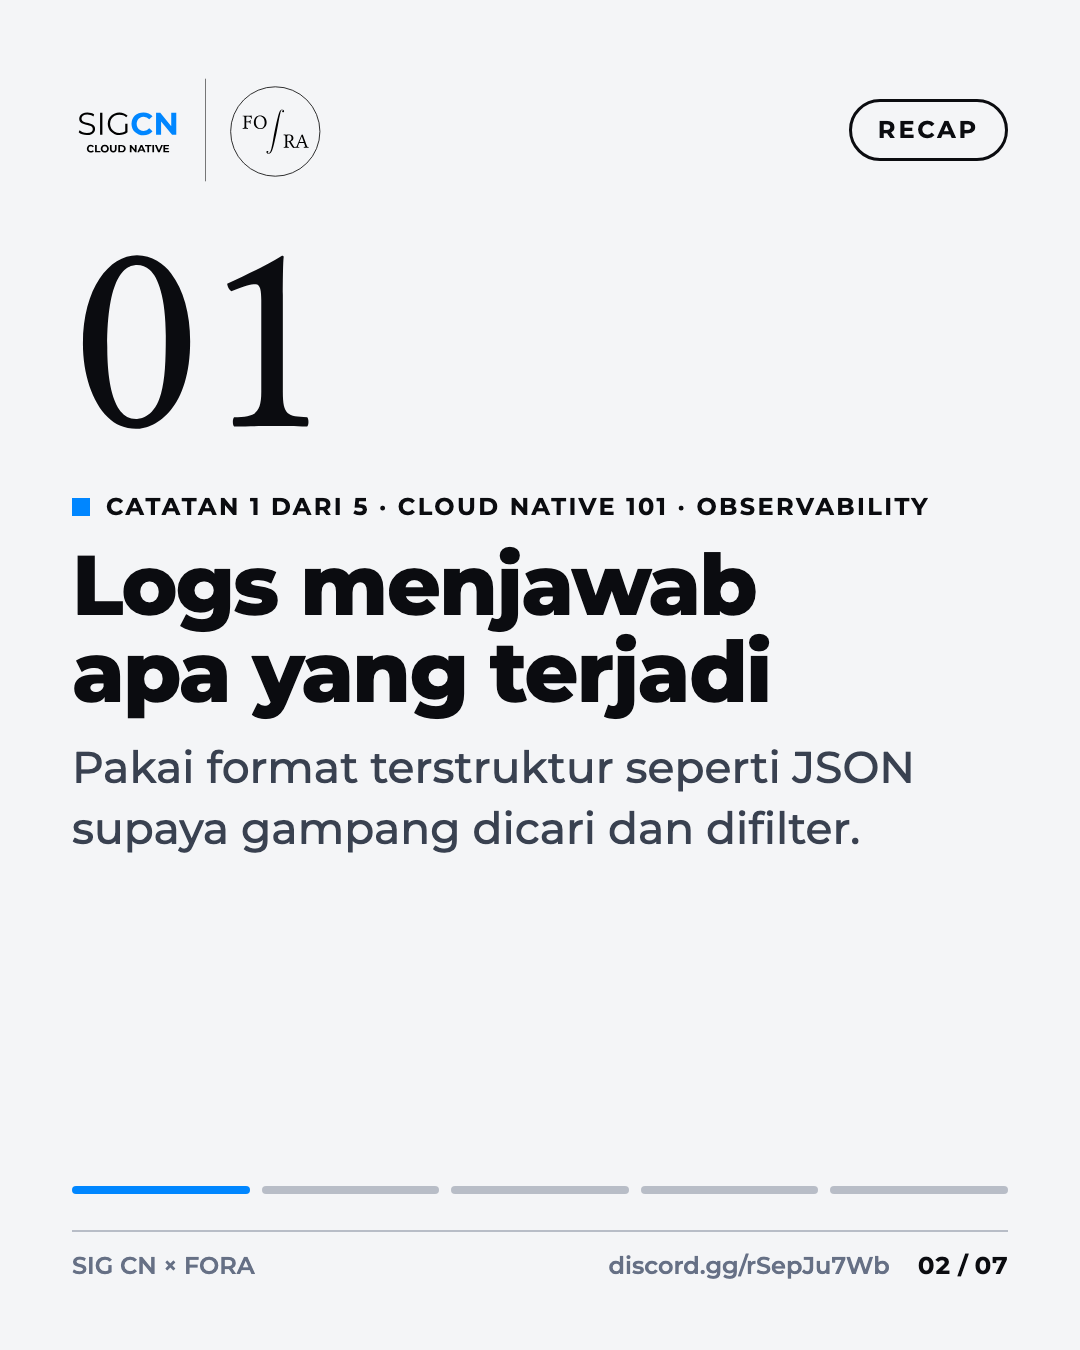 SIGCN
CLOUD NATIVE
FO
RA
RECAP
01
CATATAN 1 DARI 5 · CLOUD NATIVE 101 · OBSERVABILITY
Logs menjawab
apa yang terjadi
Pakai format terstruktur seperti JSON
supaya gampang dicari dan difilter.
SIG CN × FORA
discord.gg/rSepJu7Wb
02 / 07